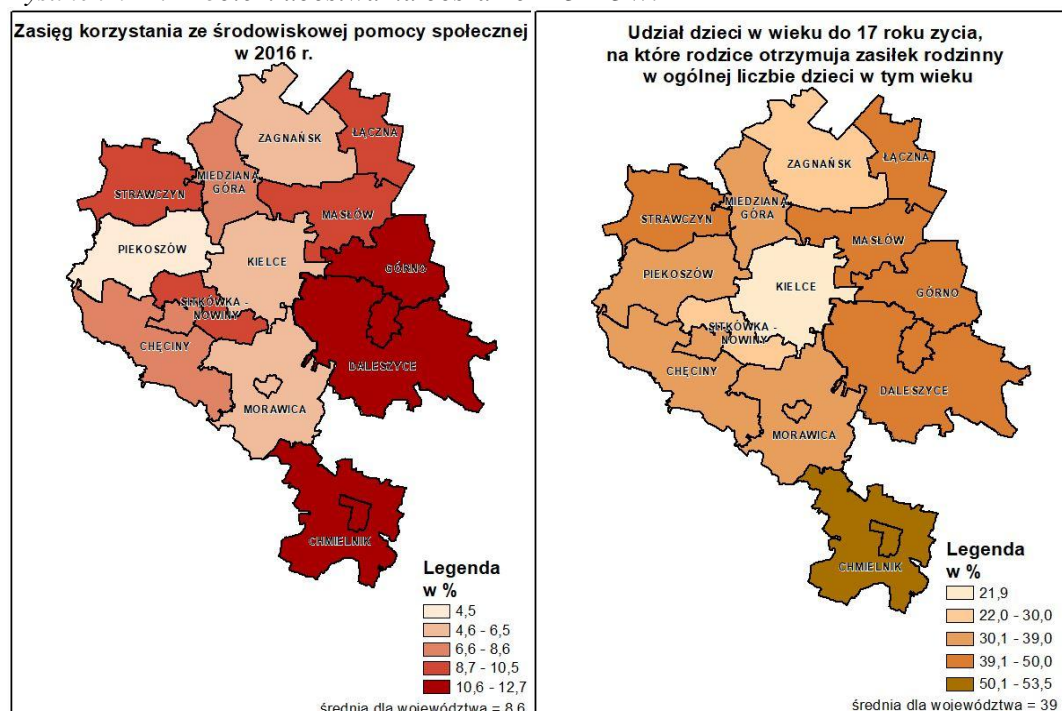 Zasięg korzystania ze środowiskowej pomocy społecznej
w 2016 r.
ZAGNAŃSK
ŁĄCZNA
MIEDZIANA
GÓRA
STRAWCZYN
MASŁÓW
PIEKOSZÓW
KIELCE
GÓRNO
SITKÓWKA -
NOWINY
CHĘCINY
DALESZYCE
MORAWICA
CHMIELNIK
Legenda
w %
4,5
4,6 - 6,5
6,6 - 8,6
8,7 - 10,5
10,6 - 12,7
średnia dla województwa = 8,6
Udział dzieci w wieku do 17 roku zycia,
na które rodzice otrzymuja zasiłek rodzinny
w ogólnej liczbie dzieci w tym wieku
ZAGNAŃSK
ŁĄCZNA
MIEDZIANA
GÓRA
STRAWCZYN
MASŁÓW
PIEKOSZÓW
KIELCE
GÓRNO
SITKÓWKA -
NOWINY
CHĘCINY
DALESZYCE
MORAWICA
CHMIELNIK
Legenda
w %
21,9
22,0 - 30,0
30,1 - 39,0
39,1 - 50,0
50,1 - 53,5
średnia dla województwa = 39